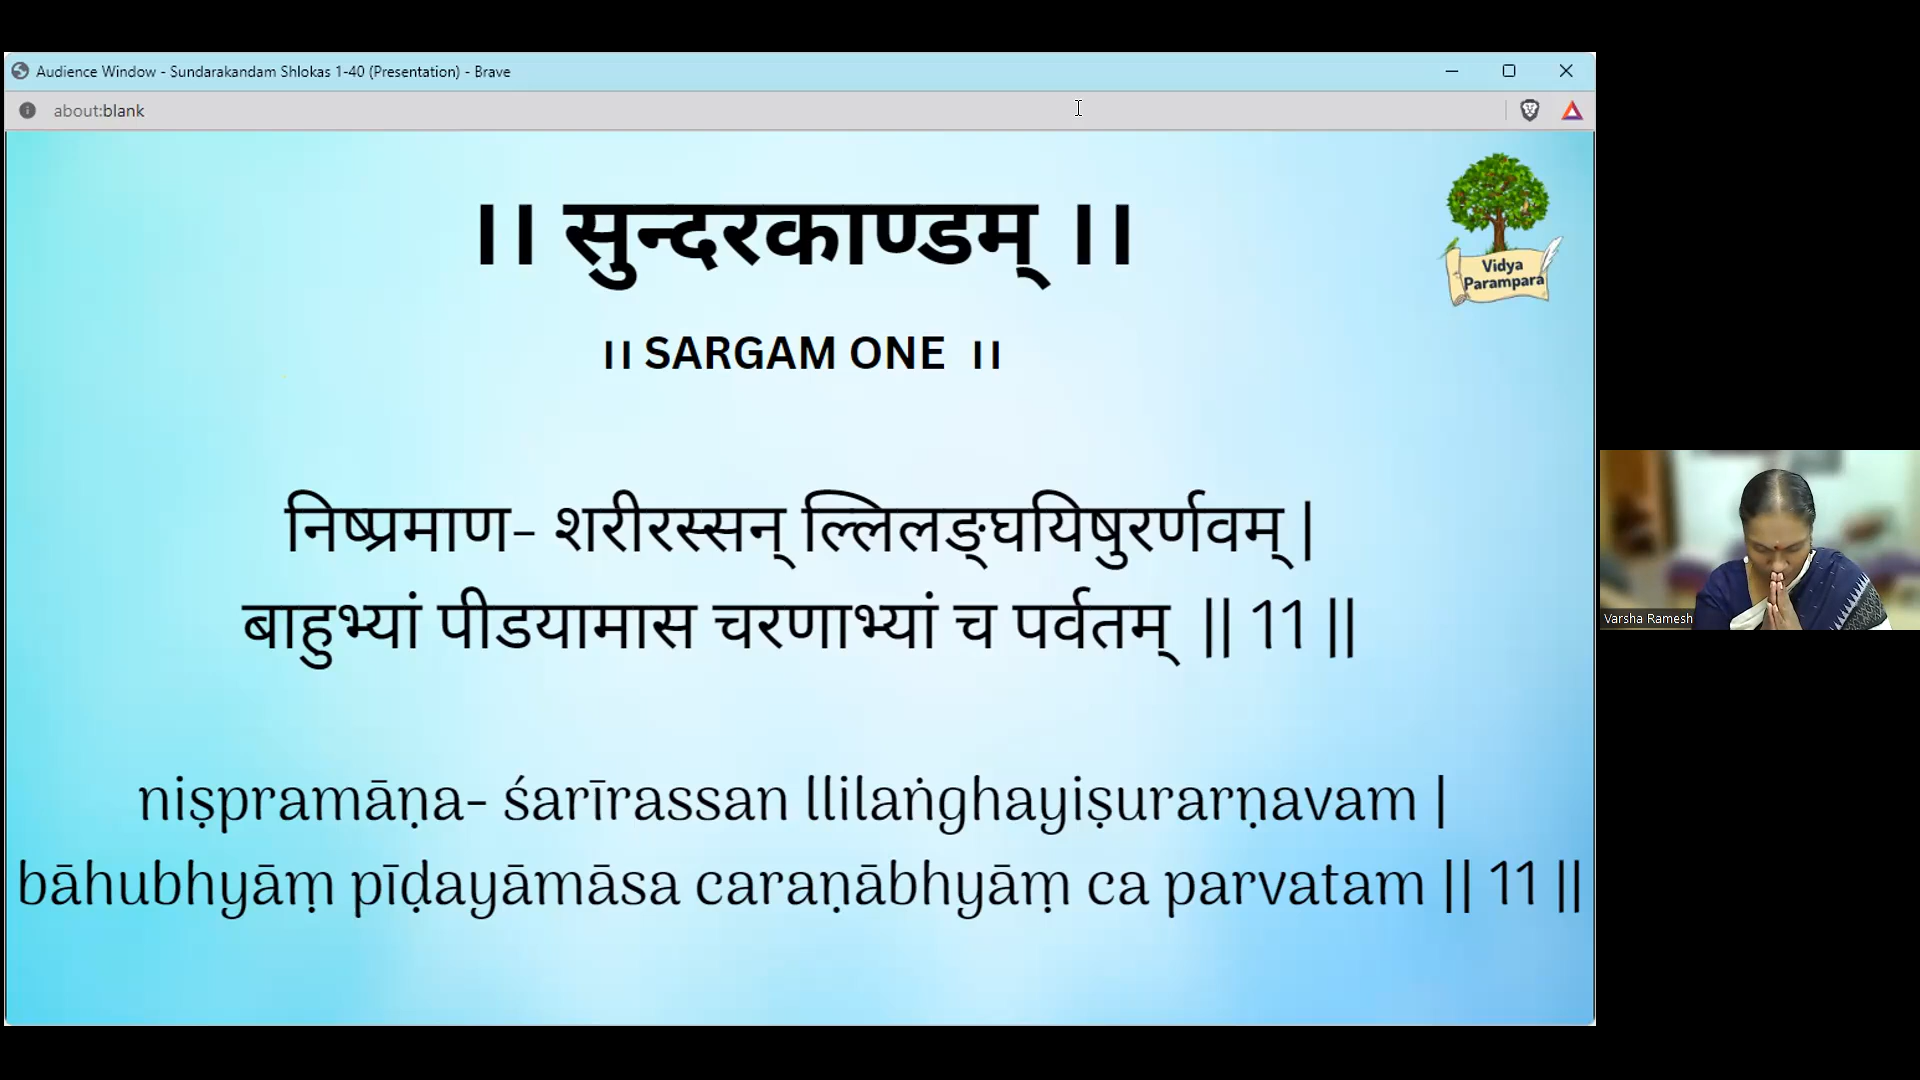 Audience Window - Sundarakandam Shlokas 1-40 (Presentation) - Brave
about:blank
।। सुन्दरकाण्डम् ।।
Vidya
Parampara
।। SARGAM ONE ।।
निष्प्रमाण- शरीरस्सन् ल्लिलङ्घयिषुरर्णवम् |
बाहुभ्यां पीडयामास चरणाभ्यां च पर्वतम् || 11 ||
Varsha Ramesh
niṣpramāṇa- śarīrassan llilaṅghayiṣurarṇavam |
bāhubhyāṃ pīḍayāmāsa caraṇābhyāṃ ca parvatam || 11 ||